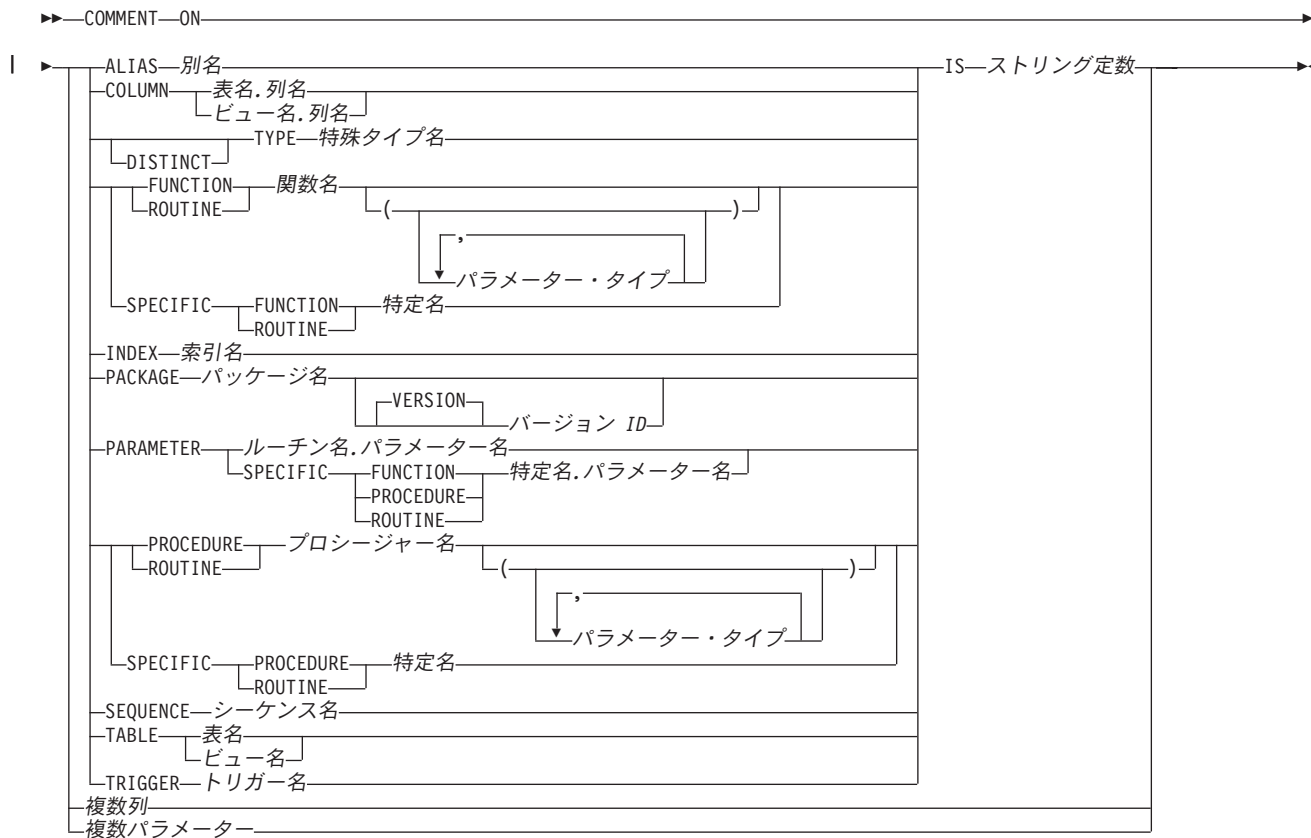 COMMENT ON
ALIAS 別名 IS ストリング定数
COLUMN 表名.列名
ビュー名.列名
TYPE 特殊タイプ名
DISTINCT
FUNCTION 関数名
ROUTINE ( )
,
パラメーター・タイプ
SPECIFIC FUNCTION 特定名
ROUTINE
INDEX 索引名
PACKAGE パッケージ名
VERSION
バージョン ID
PARAMETER ルーチン名.パラメーター名
SPECIFIC FUNCTION 特定名.パラメーター名
PROCEDURE
ROUTINE
PROCEDURE プロシージャー名
ROUTINE ( )
,
パラメーター・タイプ
SPECIFIC PROCEDURE 特定名
ROUTINE
SEQUENCE シーケンス名
TABLE 表名
ビュー名
TRIGGER トリガー名
複数列
複数パラメーター